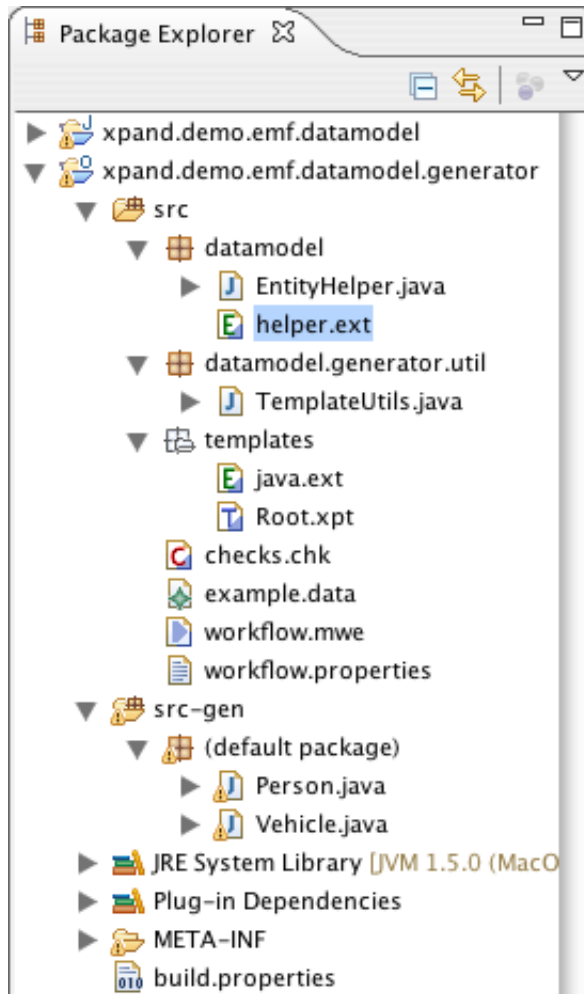 Package Explorer
xpand.demo.emf.datamodel
xpand.demo.emf.datamodel.generator
src
datamodel
EntityHelper.java
helper.ext
datamodel.generator.util
TemplateUtils.java
templates
java.ext
Root.xpt
checks.chk
example.data
workflow.mwe
workflow.properties
src-gen
(default package)
Person.java
Vehicle.java
JRE System Library [JVM 1.5.0 (MacO
Plug-in Dependencies
META-INF
build.properties